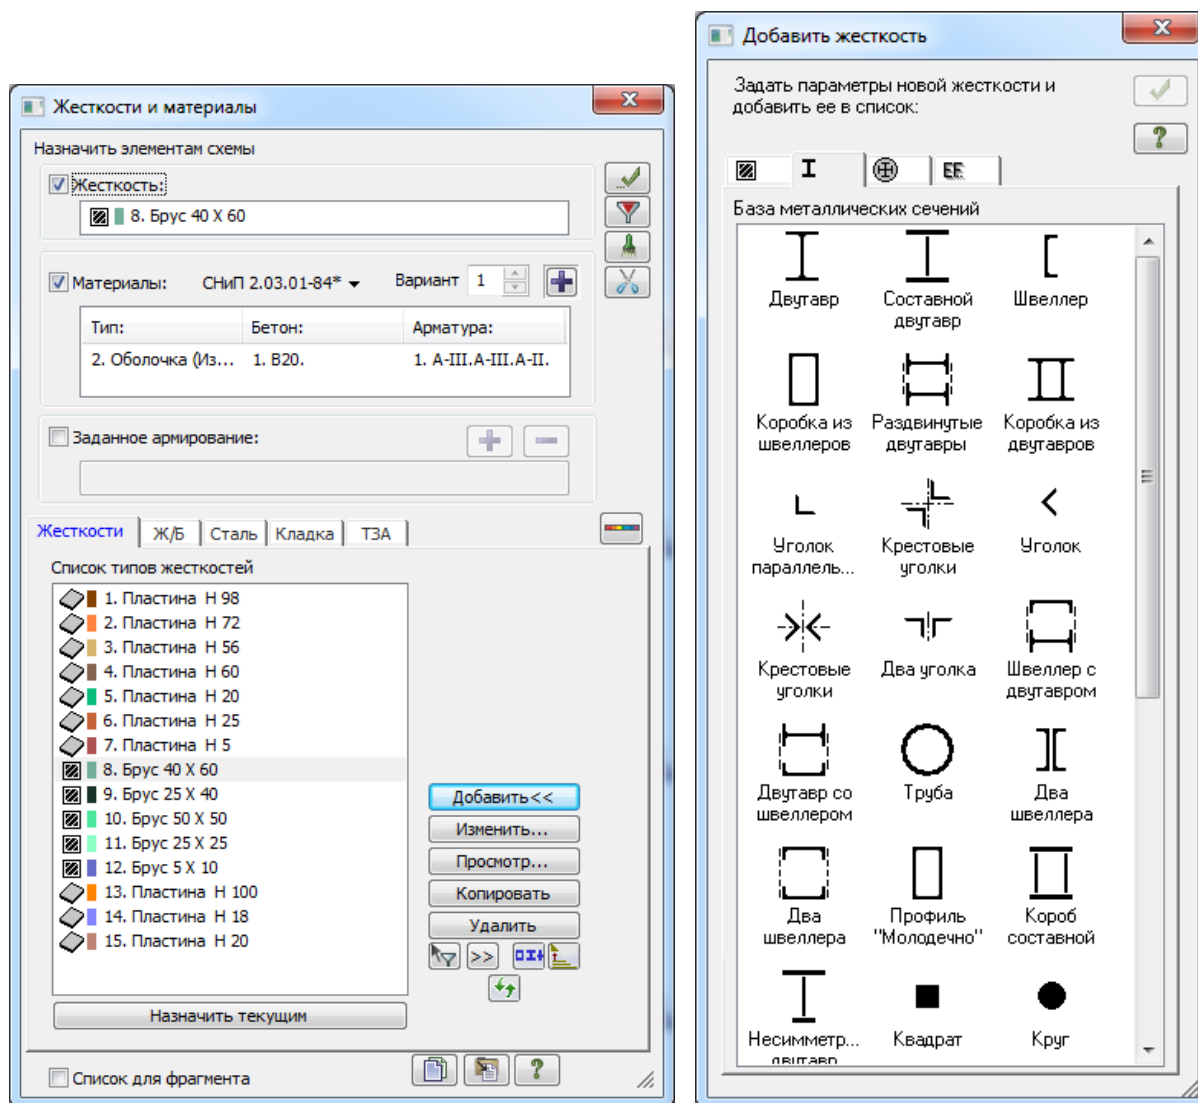 Жесткости и материалы
Назначить элементам схемы
Жесткость:
8. Брус 40 X 60
Материалы: СНиП 2.03.01-84* Вариант 1
Тип: Бетон: Арматура:
2. Оболочка (Из... 1. B20. 1. A-III.A-III.A-II.
Заданное армирование:
Жесткости Ж/Б Сталь Кладка ТЗА
Список типов жесткостей
1. Пластина H 98
2. Пластина H 72
3. Пластина H 56
4. Пластина H 60
5. Пластина H 20
6. Пластина H 25
7. Пластина H 5
8. Брус 40 X 60
9. Брус 25 X 40
10. Брус 50 X 50
11. Брус 25 X 25
12. Брус 5 X 10
13. Пластина H 100
14. Пластина H 18
15. Пластина H 20
Добавить<<
Изменить...
Просмотр...
Копировать
Удалить
>>
Назначить текущим
Список для фрагмента
?
Добавить жесткость
Задать параметры новой жесткости и
добавить ее в список:
?
EF
База металлических сечений
Двутавр Составной Швеллер
двутавр
Коробка из Раздвинутые Коробка из
швеллеров двутавры двутавров
Уголок Крестовые Уголок
параллель... уголки
Крестовые Два уголка Швеллер с
уголки двутавром
Двутавр со Труба Два
швеллером швеллера
Два Профиль Короб
швеллера "Молодечно" составной
Несимметр... Квадрат Круг
двутавр